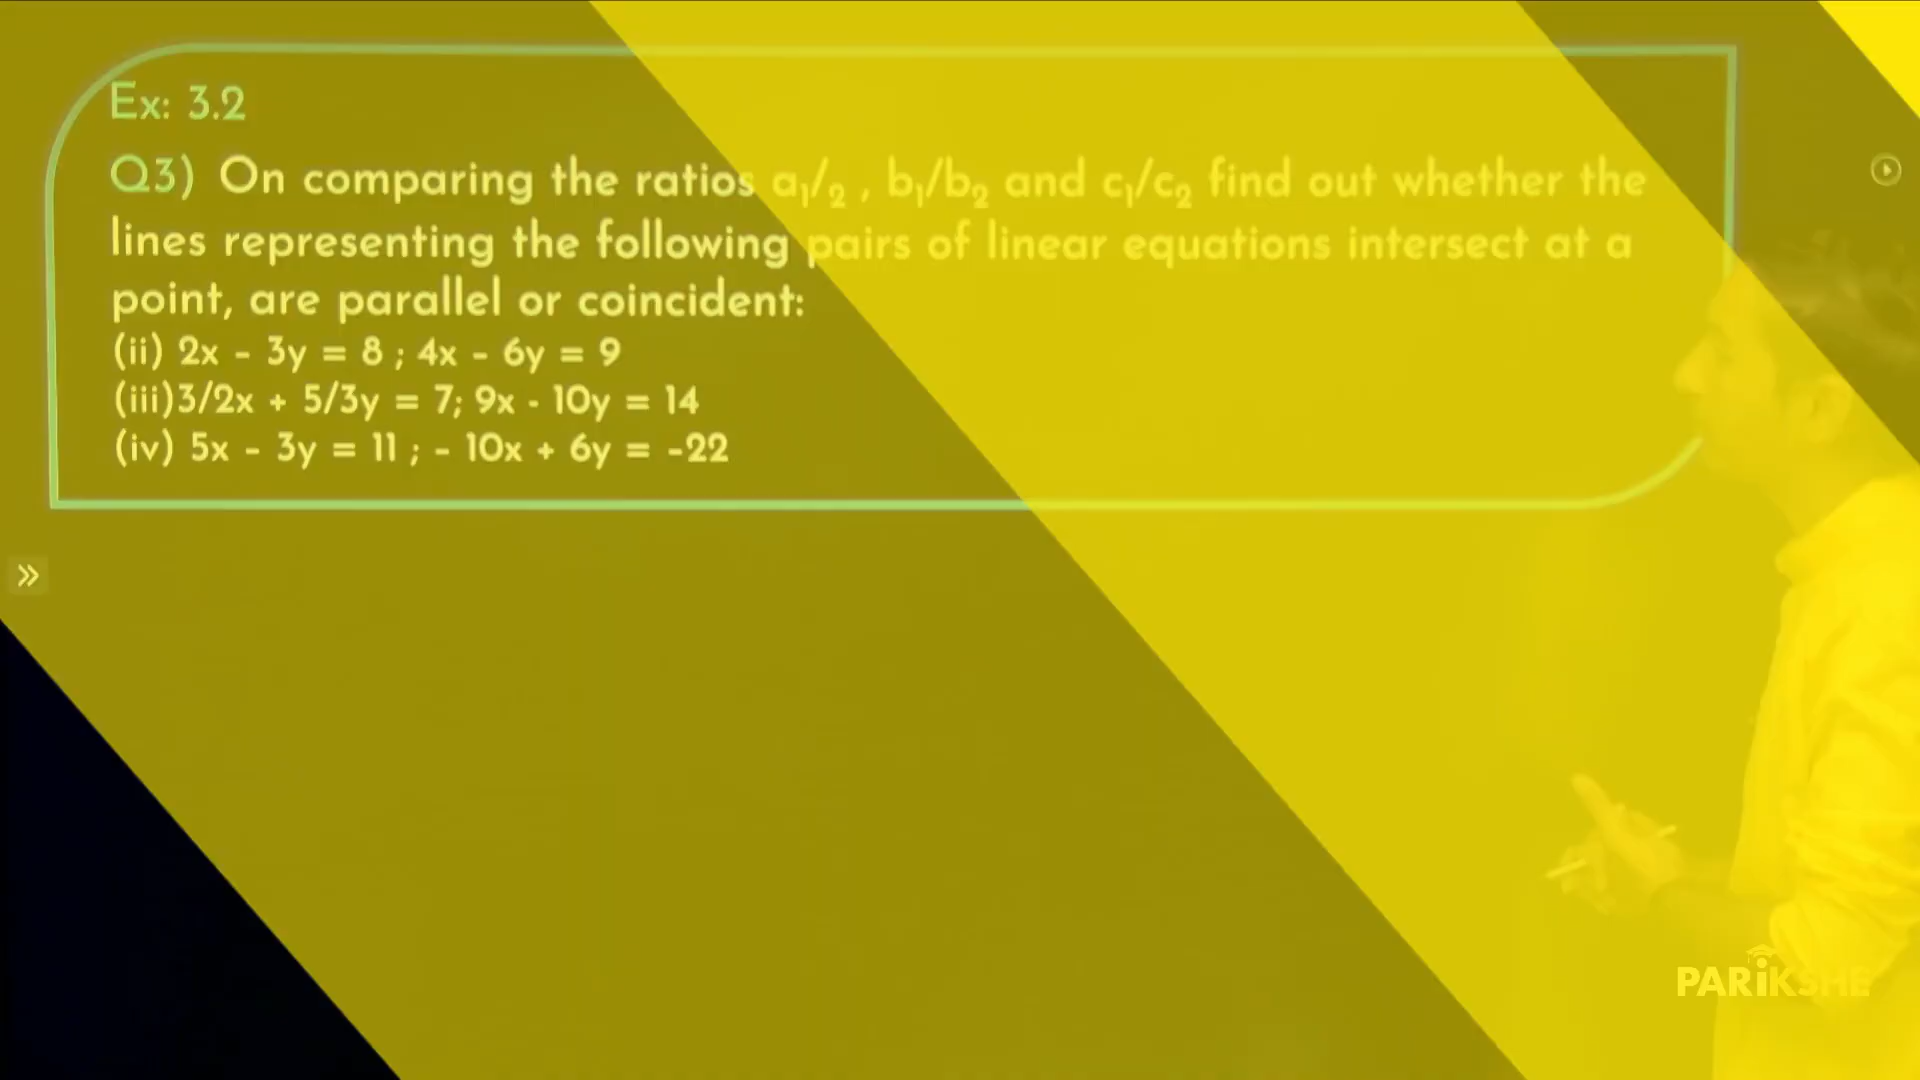 Ex: 3.2
Q3) On comparing the ratios a₁/₂ , b₁/b₂ and c₁/c₂ find out whether the
lines representing the following pairs of linear equations intersect at a
point, are parallel or coincident:
(ii) 2x - 3y = 8 ; 4x - 6y = 9
(iii)3/2x + 5/3y = 7; 9x - 10y = 14
(iv) 5x - 3y = 11 ; - 10x + 6y = -22
PARiKSHE